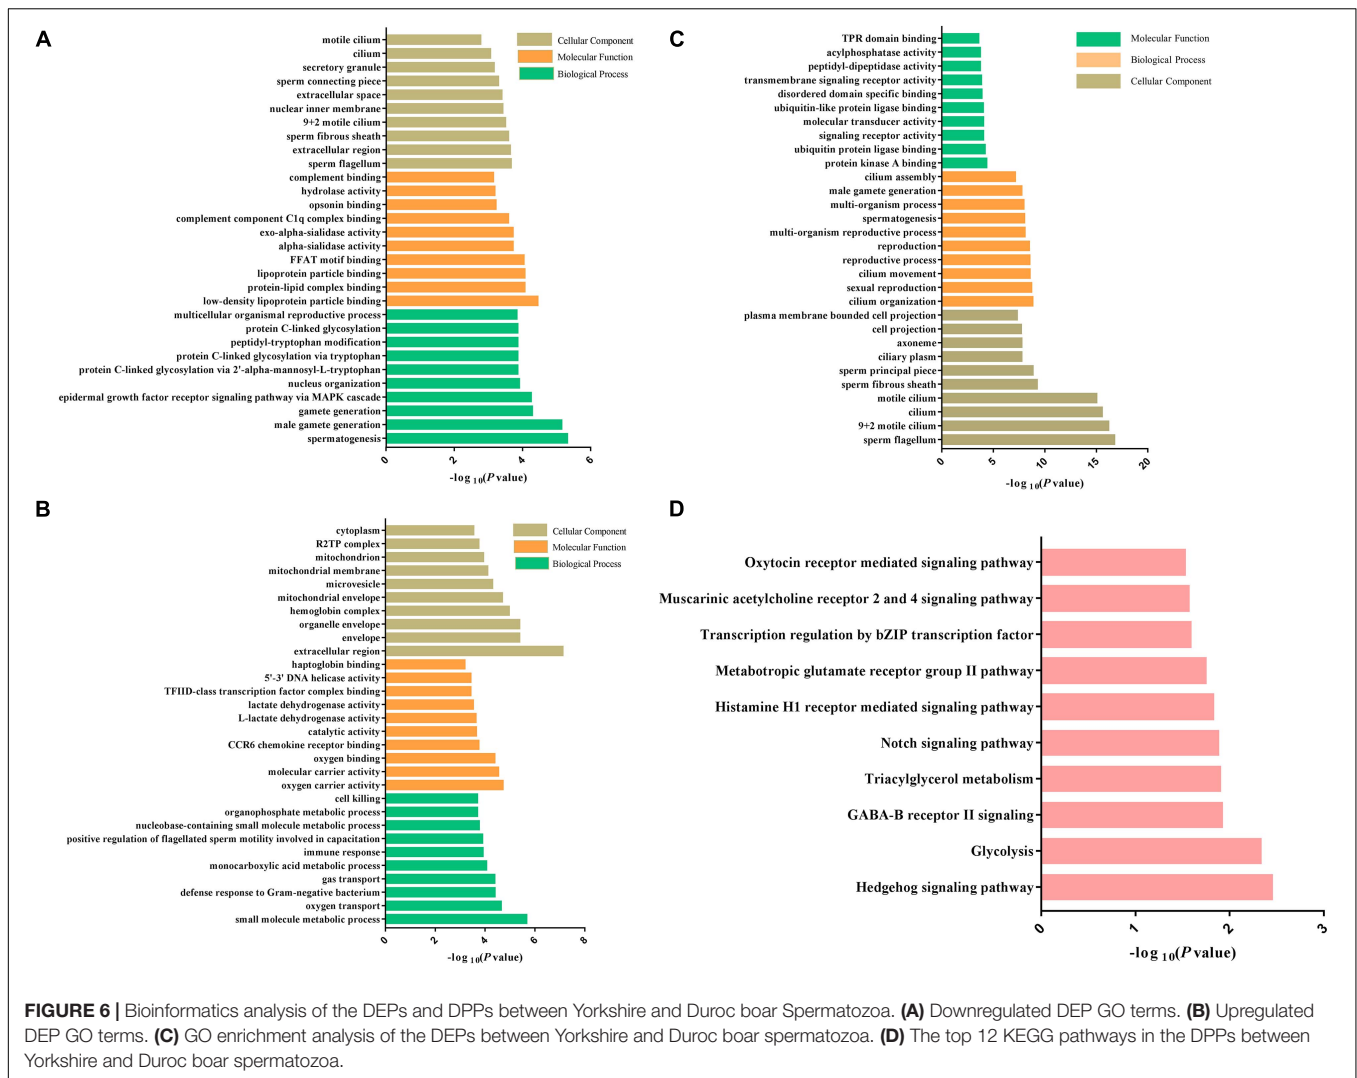 A
motile cilium
cilium
secretory granule
sperm connecting piece
extracellular space
nuclear inner membrane
9+2 motile cilium
sperm fibrous sheath
extracellular region
sperm flagellum
complement binding
hydrolase activity
opsonin binding
complement component C1q complex binding
exo-alpha-sialidase activity
alpha-sialidase activity
FFAT motif binding
lipoprotein particle binding
protein-lipid complex binding
low-density lipoprotein particle binding
multicellular organismal reproductive process
protein C-linked glycosylation
peptidyl-tryptophan modification
protein C-linked glycosylation via tryptophan
protein C-linked glycosylation via 2'-alpha-mannosyl-L-tryptophan
nucleus organization
epidermal growth factor receptor signaling pathway via MAPK cascade
gamete generation
male gamete generation
spermatogenesis
Cellular Component
Molecular Function
Biological Process
0 2 4 6
-log 10(P value)
C
TPR domain binding
acylphosphatase activity
peptidyl-dipeptidase activity
transmembrane signaling receptor activity
disordered domain specific binding
ubiquitin-like protein ligase binding
molecular transducer activity
signaling receptor activity
ubiquitin protein ligase binding
protein kinase A binding
cilium assembly
male gamete generation
multi-organism process
spermatogenesis
multi-organism reproductive process
reproduction
reproductive process
cilium movement
sexual reproduction
cilium organization
plasma membrane bounded cell projection
cell projection
axoneme
ciliary plasm
sperm principal piece
sperm fibrous sheath
motile cilium
cilium
9+2 motile cilium
sperm flagellum
Molecular Function
Biological Process
Cellular Component
0 5 10 15 20
-log 10(P value)
B
cytoplasm
R2TP complex
mitochondrion
mitochondrial membrane
microvesicle
mitochondrial envelope
hemoglobin complex
organelle envelope
envelope
extracellular region
haptoglobin binding
5'-3' DNA helicase activity
TFIID-class transcription factor complex binding
lactate dehydrogenase activity
L-lactate dehydrogenase activity
catalytic activity
CCR6 chemokine receptor binding
oxygen binding
molecular carrier activity
oxygen carrier activity
cell killing
organophosphate metabolic process
nucleobase-containing small molecule metabolic process
positive regulation of flagellated sperm motility involved in capacitation
immune response
monocarboxylic acid metabolic process
gas transport
defense response to Gram-negative bacterium
oxygen transport
small molecule metabolic process
Cellular Component
Molecular Function
Biological Process
0 2 4 6 8
-log 10(P value)
D
Oxytocin receptor mediated signaling pathway
Muscarinic acetylcholine receptor 2 and 4 signaling pathway
Transcription regulation by bZIP transcription factor
Metabotropic glutamate receptor group II pathway
Histamine H1 receptor mediated signaling pathway
Notch signaling pathway
Triacylglycerol metabolism
GABA-B receptor II signaling
Glycolysis
Hedgehog signaling pathway
0 1 2 3
-log 10(P value)
FIGURE 6 | Bioinformatics analysis of the DEPs and DPPs between Yorkshire and Duroc boar Spermatozoa. (A) Downregulated DEP GO terms. (B) Upregulated
DEP GO terms. (C) GO enrichment analysis of the DEPs between Yorkshire and Duroc boar spermatozoa. (D) The top 12 KEGG pathways in the DPPs between
Yorkshire and Duroc boar spermatozoa.